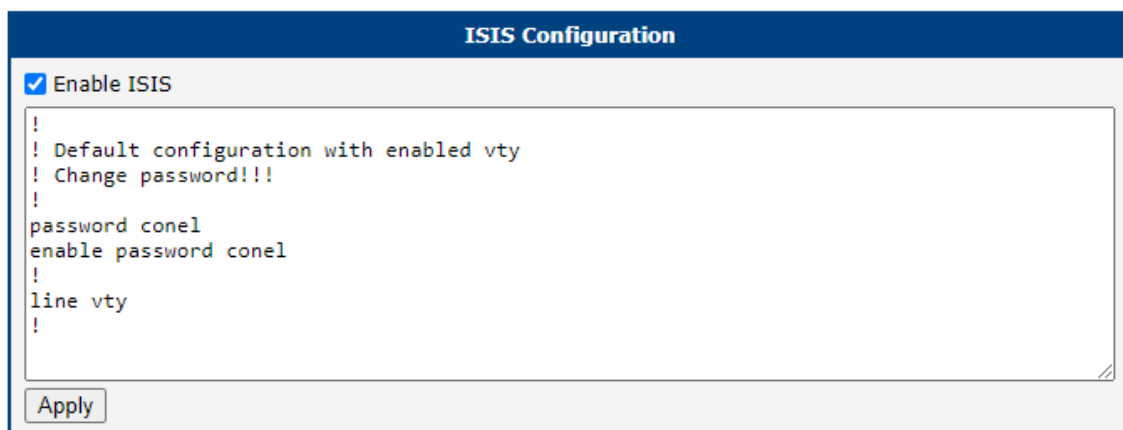 ISIS Configuration
Enable ISIS
!
! Default configuration with enabled vty
! Change password!!!
!
password conel
enable password conel
!
line vty
!
Apply